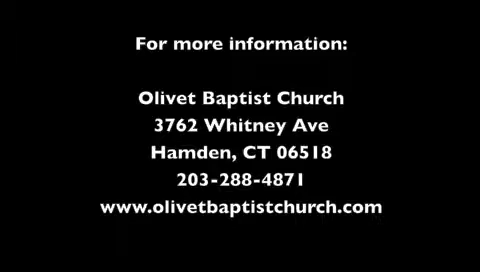 For more information:
Olivet Baptist Church
3762 Whitney Ave
Hamden, CT 06518
203-288-4871
www.olivetbaptistchurch.com